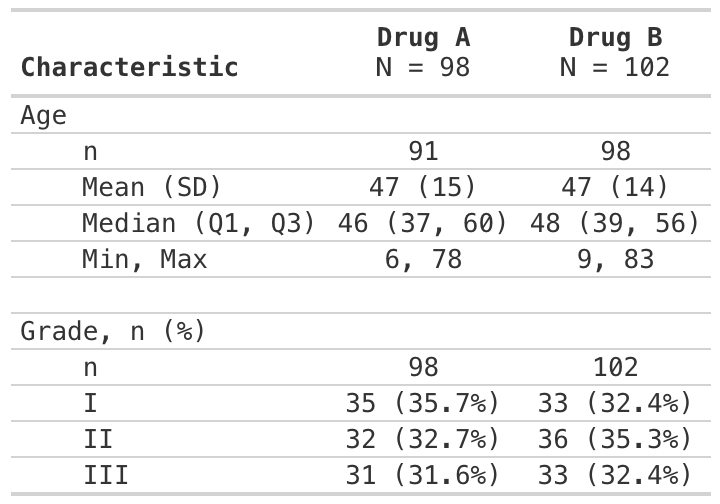 Drug A Drug B
Characteristic N = 98 N = 102
Age
n 91 98
Mean (SD) 47 (15) 47 (14)
Median (Q1, Q3) 46 (37, 60) 48 (39, 56)
Min, Max 6, 78 9, 83
Grade, n (%)
n 98 102
I 35 (35.7%) 33 (32.4%)
II 32 (32.7%) 36 (35.3%)
III 31 (31.6%) 33 (32.4%)